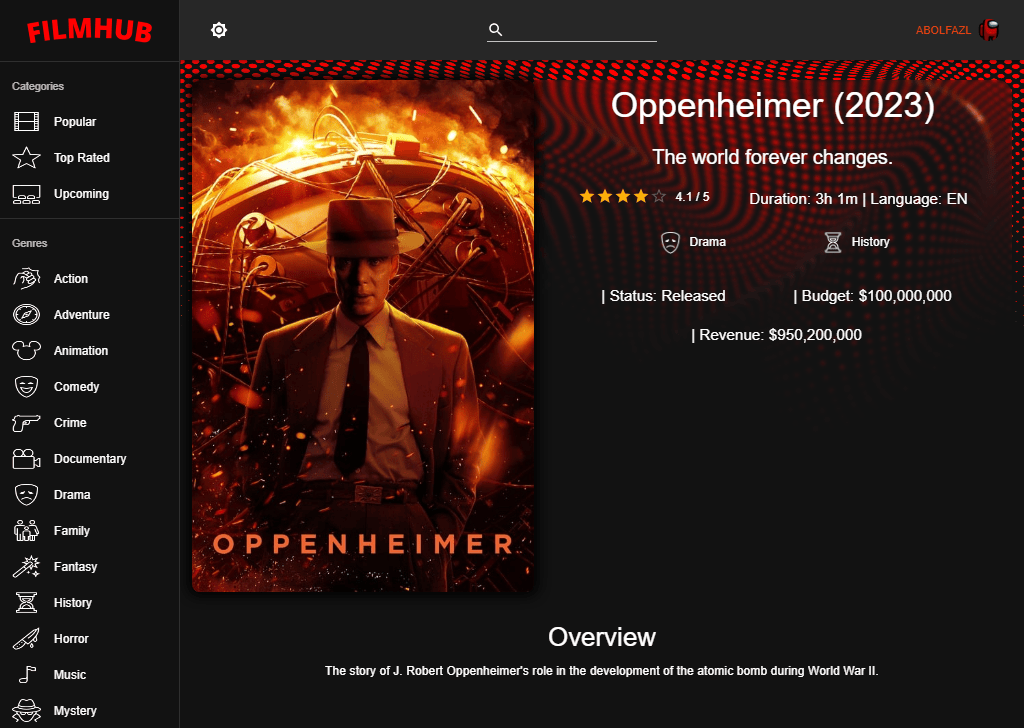 FILMHUB
ABOLFAZL
Categories
Popular
Top Rated
Upcoming
Genres
Action
Adventure
Animation
Comedy
Crime
Documentary
Drama
Family
Fantasy
History
Horror
Music
Mystery
OPPENHEIMER
Oppenheimer (2023)
The world forever changes.
4.1 / 5 Duration: 3h 1m | Language: EN
Drama History
| Status: Released | Budget: $100,000,000
| Revenue: $950,200,000
Overview
The story of J. Robert Oppenheimer's role in the development of the atomic bomb during World War II.